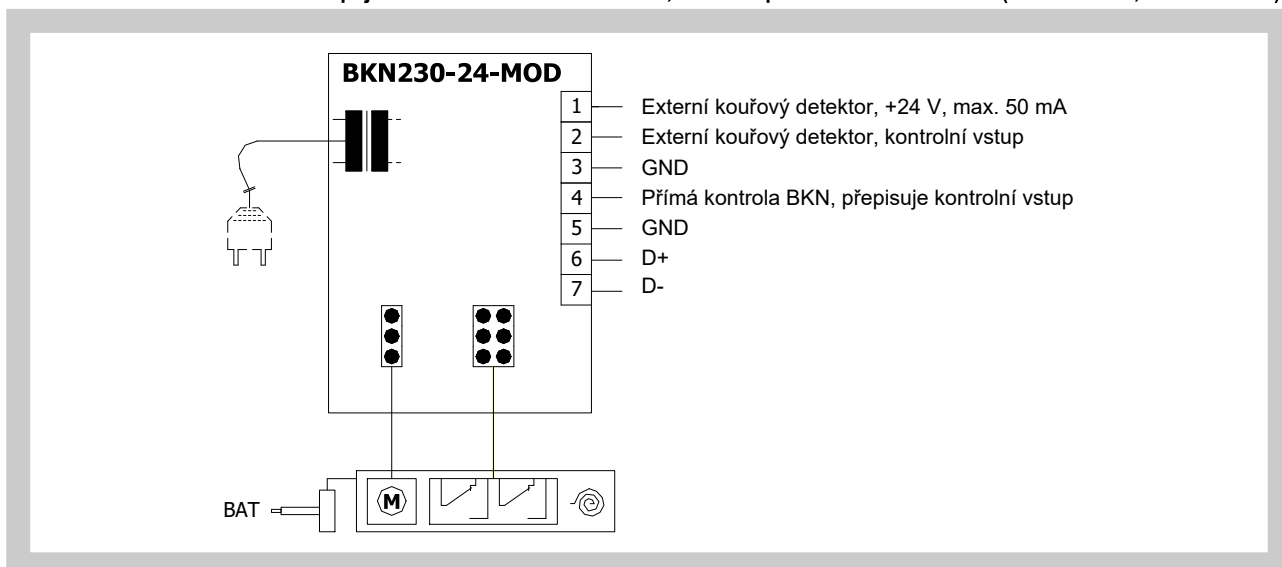 BKN230-24-MOD
1 Externí kouřový detektor, +24 V, max. 50 mA
2 Externí kouřový detektor, kontrolní vstup
3 GND
4 Přímá kontrola BKN, přepisuje kontrolní vstup
5 GND
6 D+
7 D-
BAT
M